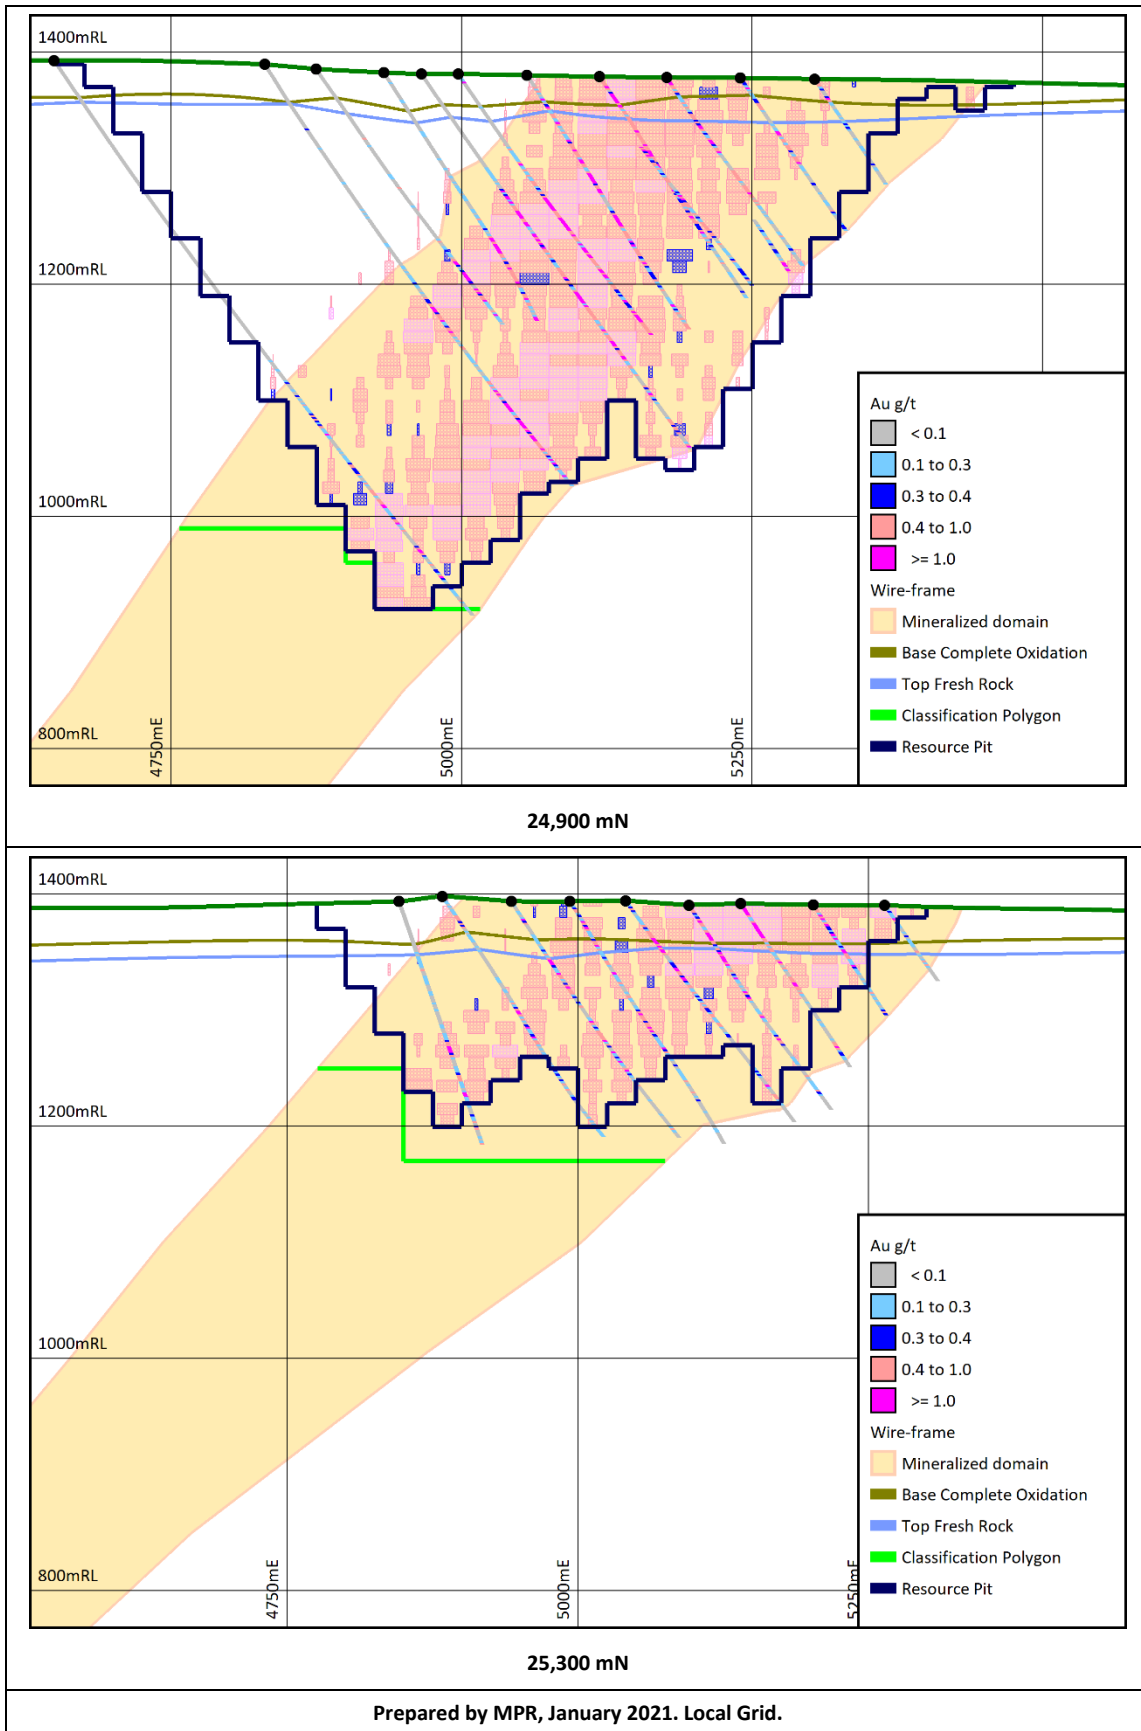 1400mRL
1200mRL
1000mRL
800mRL
4750mE
5000mE
5250mE
Au g/t
< 0.1
0.1 to 0.3
0.3 to 0.4
0.4 to 1.0
>= 1.0
Wire-frame
Mineralized domain
Base Complete Oxidation
Top Fresh Rock
Classification Polygon
Resource Pit
24,900 mN
1400mRL
1200mRL
1000mRL
800mRL
4750mE
5000mE
5250mE
Au g/t
< 0.1
0.1 to 0.3
0.3 to 0.4
0.4 to 1.0
>= 1.0
Wire-frame
Mineralized domain
Base Complete Oxidation
Top Fresh Rock
Classification Polygon
Resource Pit
25,300 mN
Prepared by MPR, January 2021. Local Grid.